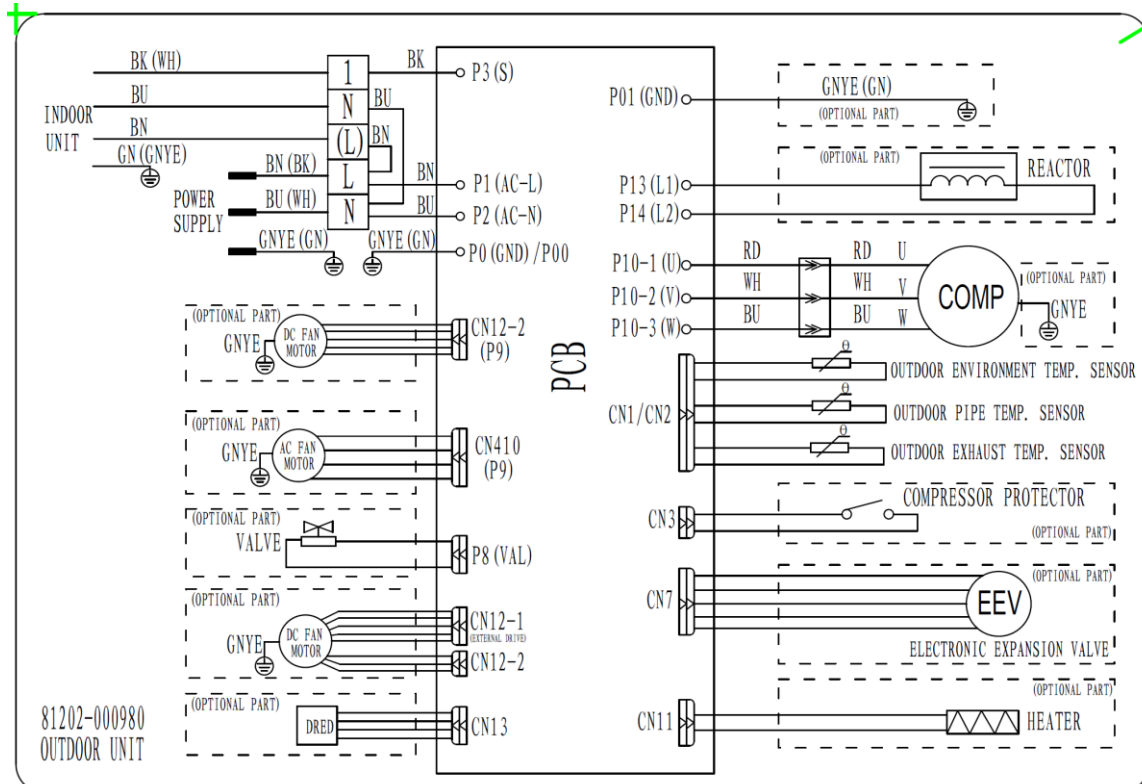 BK(WH)
BK
1
P3(S)
BU
BU
N
INDOOR
UNIT
BN
BN
(L)
GN(GNYE)
BN(BK)
L
BN
P1(AC-L)
POWER
SUPPLY
BU(WH)
N
BU
P2(AC-N)
GNYE(GN)
GNYE(GN)
P0(GND)/P00
(OPTIONAL PART)
GNYE
DC FAN
MOTOR
CN12-2
(P9)
(OPTIONAL PART)
GNYE
AC FAN
MOTOR
CN410
(P9)
(OPTIONAL PART)
VALVE
P8(VAL)
(OPTIONAL PART)
GNYE
DC FAN
MOTOR
CN12-1
(EXTERNAL DRIVE)
CN12-2
(OPTIONAL PART)
DRED
CN13
81202-000980
OUTDOOR UNIT
PCB
P01(GND)
GNYE(GN)
(OPTIONAL PART)
(OPTIONAL PART)
REACTOR
P13(L1)
P14(L2)
P10-1(U)
RD
RD
U
P10-2(V)
WH
WH
V
P10-3(W)
BU
BU
W
COMP
(OPTIONAL PART)
GNYE
CN1/CN2
θ
OUTDOOR ENVIRONMENT TEMP. SENSOR
θ
OUTDOOR PIPE TEMP. SENSOR
θ
OUTDOOR EXHAUST TEMP. SENSOR
CN3
COMPRESSOR PROTECTOR
(OPTIONAL PART)
CN7
(OPTIONAL PART)
EEV
ELECTRONIC EXPANSION VALVE
CN11
(OPTIONAL PART)
HEATER